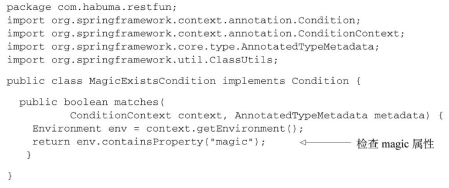 package com.habuma.restfun;
import org.springframework.context.annotation.Condition;
import org.springframework.context.annotation.ConditionContext;
import org.springframework.core.type.AnnotatedTypeMetadata;
import org.springframework.util.ClassUtils;
public class MagicExistsCondition implements Condition {
public boolean matches(
ConditionContext context, AnnotatedTypeMetadata metadata) {
Environment env = context.getEnvironment();
return env.containsProperty("magic"); 检查 magic 属性
}
}